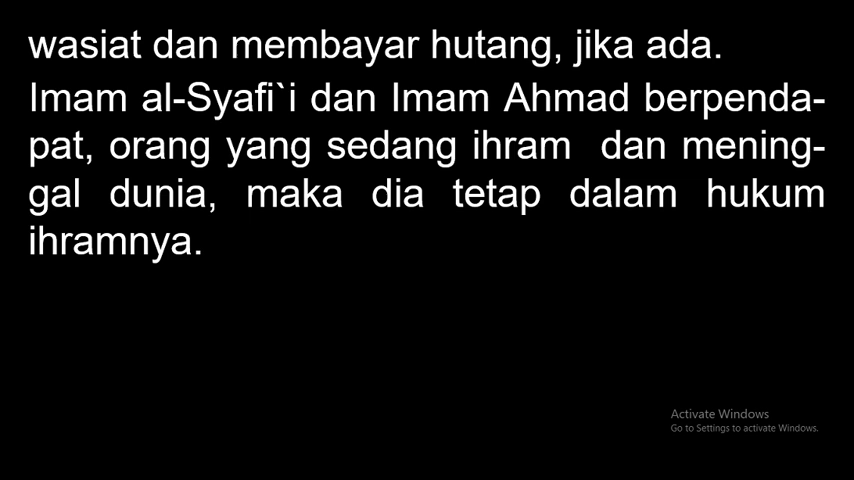 wasiat dan membayar hutang, jika ada.
Imam al-Syafi`i dan Imam Ahmad berpenda-
pat, orang yang sedang ihram dan mening-
gal dunia, maka dia tetap dalam hukum
ihramnya.
Activate Windows
Go to Settings to activate Windows.